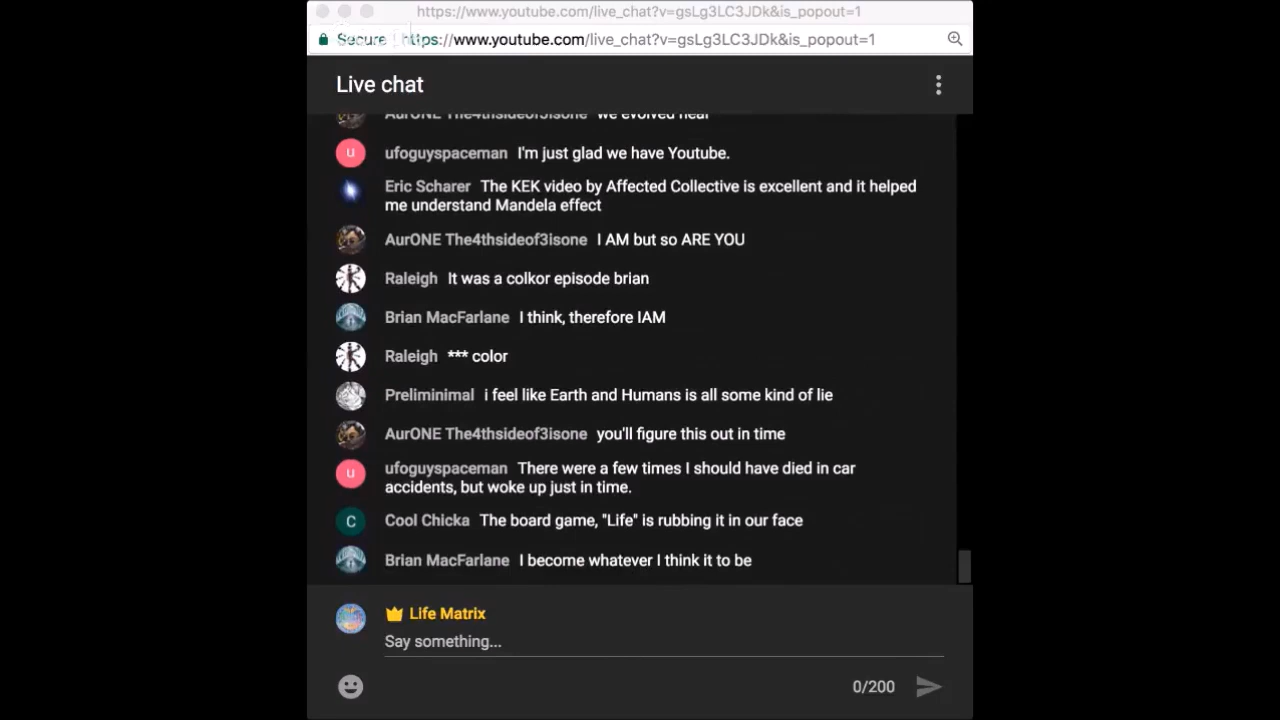 https://www.youtube.com/live_chat?v=gsLg3LC3JDk&is_popout=1
Secure https://www.youtube.com/live_chat?v=gsLg3LC3JDk&is_popout=1
Live chat
AurONE The4thsideof3isone we evolved near
u ufoguyspaceman I'm just glad we have Youtube.
Eric Scharer The KEK video by Affected Collective is excellent and it helped
me understand Mandela effect
AurONE The4thsideof3isone I AM but so ARE YOU
Raleigh It was a colkor episode brian
Brian MacFarlane I think, therefore IAM
Raleigh *** color
Preliminimal i feel like Earth and Humans is all some kind of lie
AurONE The4thsideof3isone you'll figure this out in time
u ufoguyspaceman There were a few times I should have died in car
accidents, but woke up just in time.
C Cool Chicka The board game, "Life" is rubbing it in our face
Brian MacFarlane I become whatever I think it to be
Life Matrix
Say something...
0/200